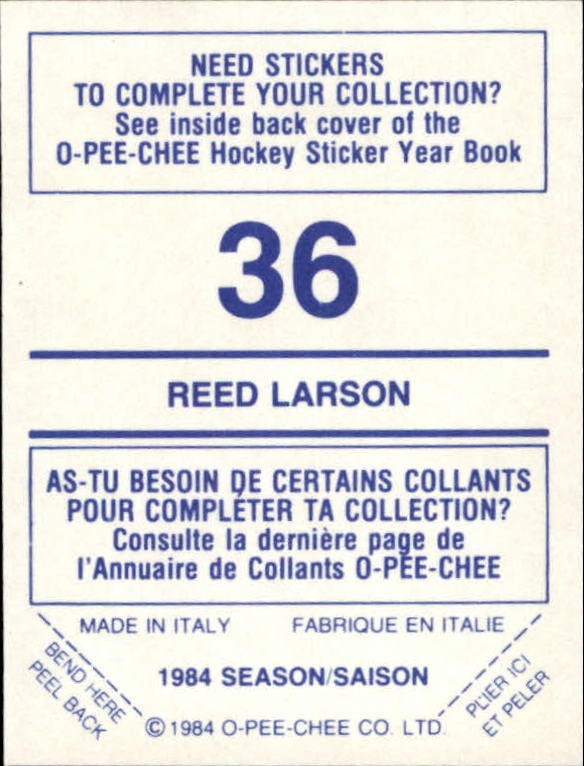 NEED STICKERS
TO COMPLETE YOUR COLLECTION?
See inside back cover of the
O-PEE-CHEE Hockey Sticker Year Book
36
REED LARSON
AS-TU BESOIN DE CERTAINS COLLANTS
POUR COMPLÉTER TA COLLECTION?
Consulte la dernière page de
l'Annuaire de Collants O-PEE-CHEE
MADE IN ITALY FABRIQUE EN ITALIE
BEND HERE
PEEL BACK
1984 SEASON/SAISON
PLIER ICI
ET PELER
© 1984 O-PEE-CHEE CO. LTD.